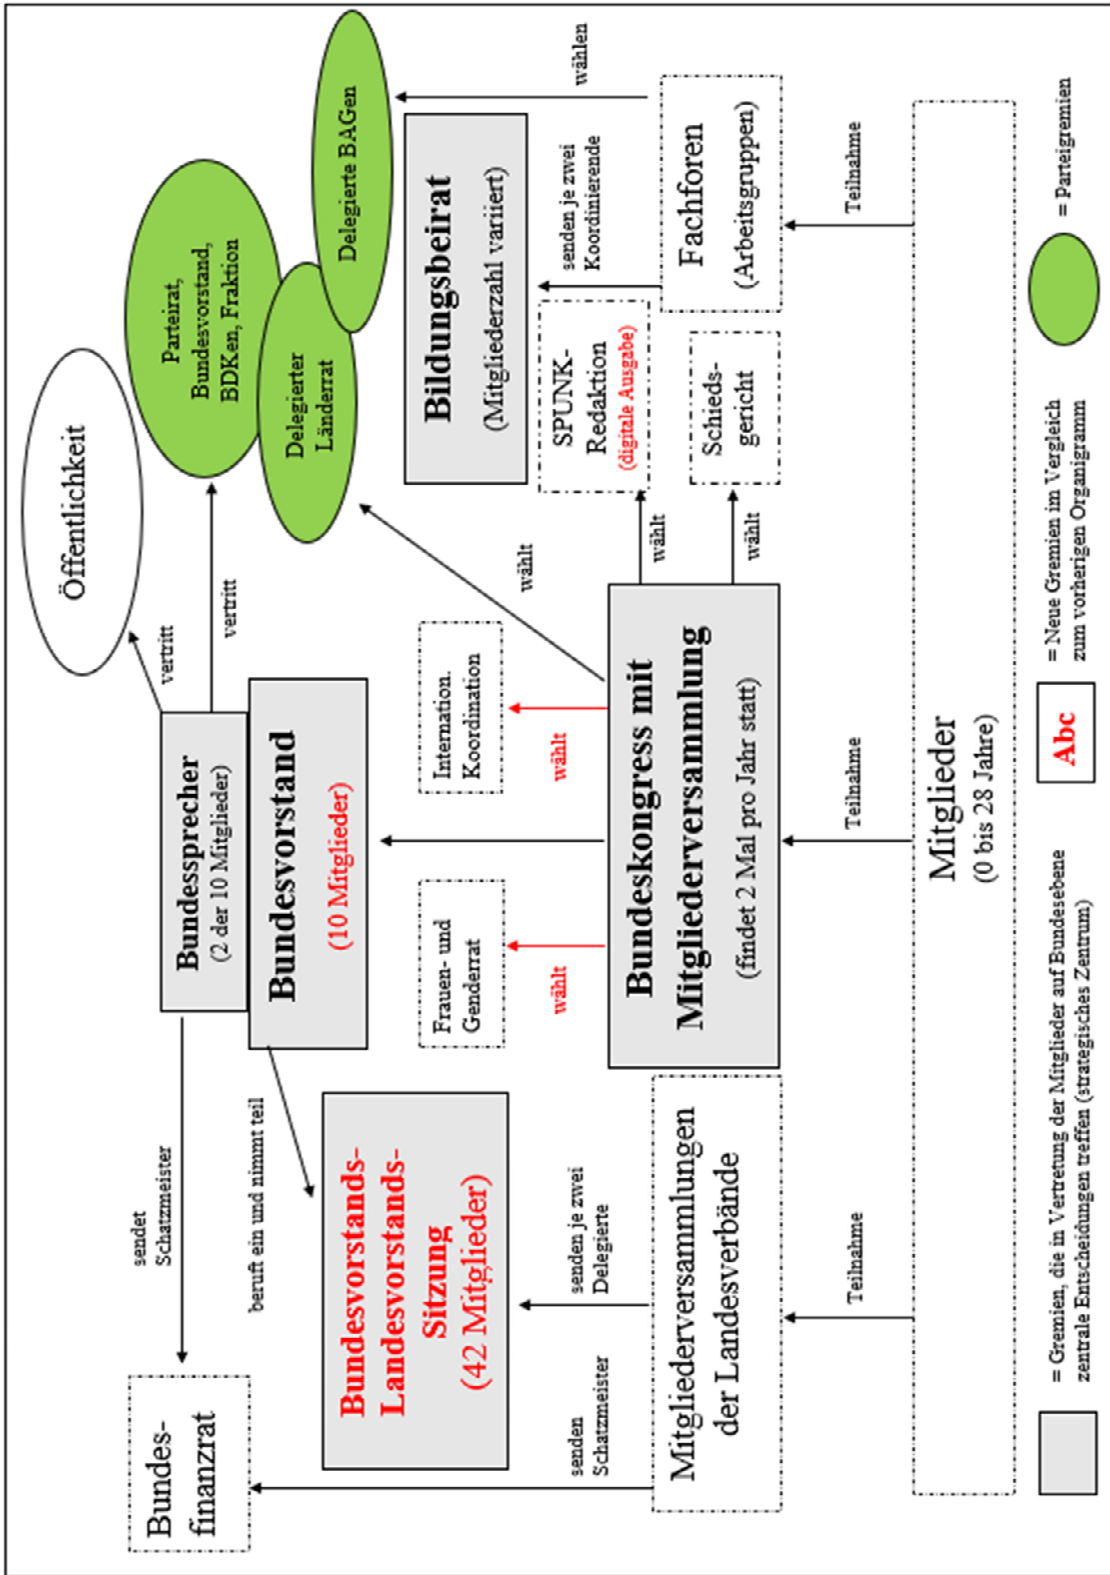 Öffentlichkeit
Bundes-
finanzrat
sendet
Schatzmeister
Bundessprecher
(2 der 10 Mitglieder)
vertritt
vertritt
Parteirat,
Bundesvorstand,
BDKen, Fraktion
beruft ein und nimmt teil
Bundesvorstand
(10 Mitglieder)
Delegierter
Länderrat
Delegierte BAGen
Bundesvorstands-
Landesvorstands-
Sitzung
(42 Mitglieder)
Frauen- und
Genderrat
Internation.
Koordination
wählt
Bildungsbeirat
(Mitgliederzahl variiert)
wählen
senden
Schatzmeister
senden je zwei
Delegierte
wählt
wählt
wählt
SPUNK-
Redaktion
(digitale Ausgabe)
senden je zwei
Koordinierende
Mitgliederversammlungen
der Landesverbände
Bundeskongress mit
Mitgliederversammlung
(findet 2 Mal pro Jahr statt)
wählt
Schieds-
gericht
Fachforen
(Arbeitsgruppen)
Teilnahme
Teilnahme
Teilnahme
Mitglieder
(0 bis 28 Jahre)
= Gremien, die in Vertretung der Mitglieder auf Bundesebene
zentrale Entscheidungen treffen (strategisches Zentrum)
Abc
= Neue Gremien im Vergleich
zum vorherigen Organigramm
= Parteigremien